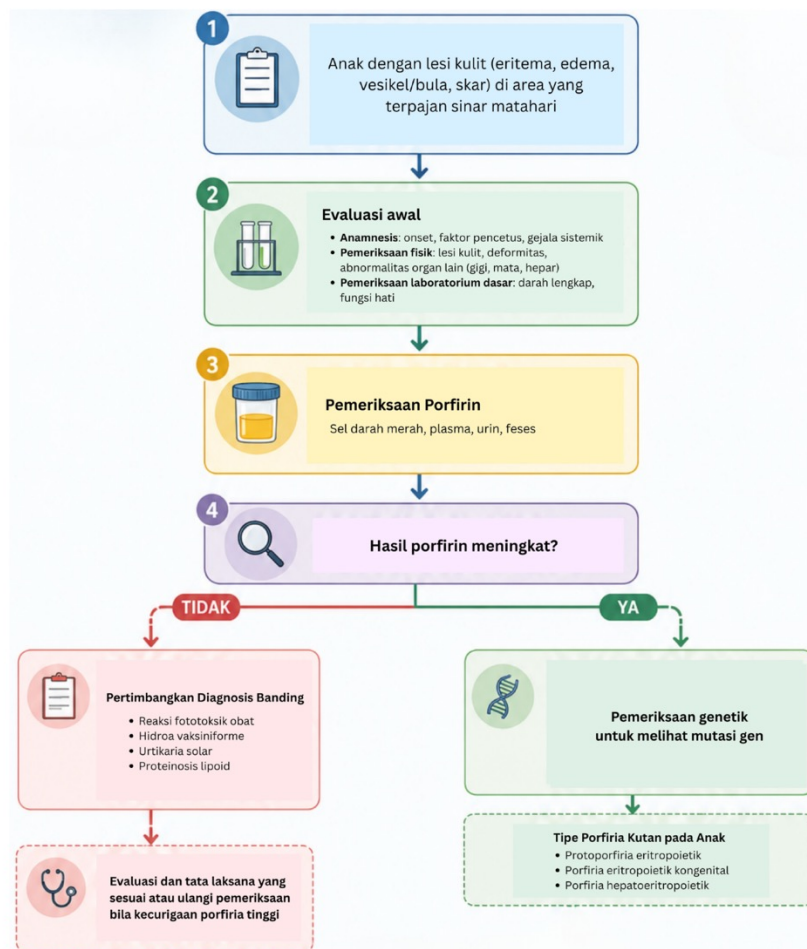 1
Anak dengan lesi kulit (eritema, edema,
vesikel/bula, skar) di area yang
terpajan sinar matahari
2
Evaluasi awal
• Anamnesis: onset, faktor pencetus, gejala sistemik
• Pemeriksaan fisik: lesi kulit, deformitas,
abnormalitas organ lain (gigi, mata, hepar)
• Pemeriksaan laboratorium dasar: darah lengkap,
fungsi hati
3
Pemeriksaan Porfirin
Sel darah merah, plasma, urin, feses
4
Hasil porfirin meningkat?
TIDAK
YA
Pertimbangkan Diagnosis Banding
• Reaksi fototoksik obat
• Hidroa vaksiniforme
• Urtikaria solar
• Proteinosis lipoid
Pemeriksaan genetik
untuk melihat mutasi gen
Evaluasi dan tata laksana yang
sesuai atau ulangi pemeriksaan
bila kecurigaan porfiria tinggi
Tipe Porfiria Kutan pada Anak
• Protoporfiria eritropoietik
• Porfiria eritropoietik kongenital
• Porfiria hepatoeritropoietik